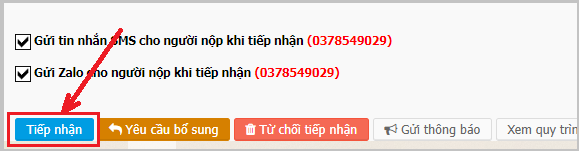 Gửi tin nhắn SMS cho người nộp khi tiếp nhận (0378549029)
Gửi Zalo cho người nộp khi tiếp nhận (0378549029)
Tiếp nhận Yêu cầu bổ sung Từ chối tiếp nhận Gửi thông báo Xem quy trìn